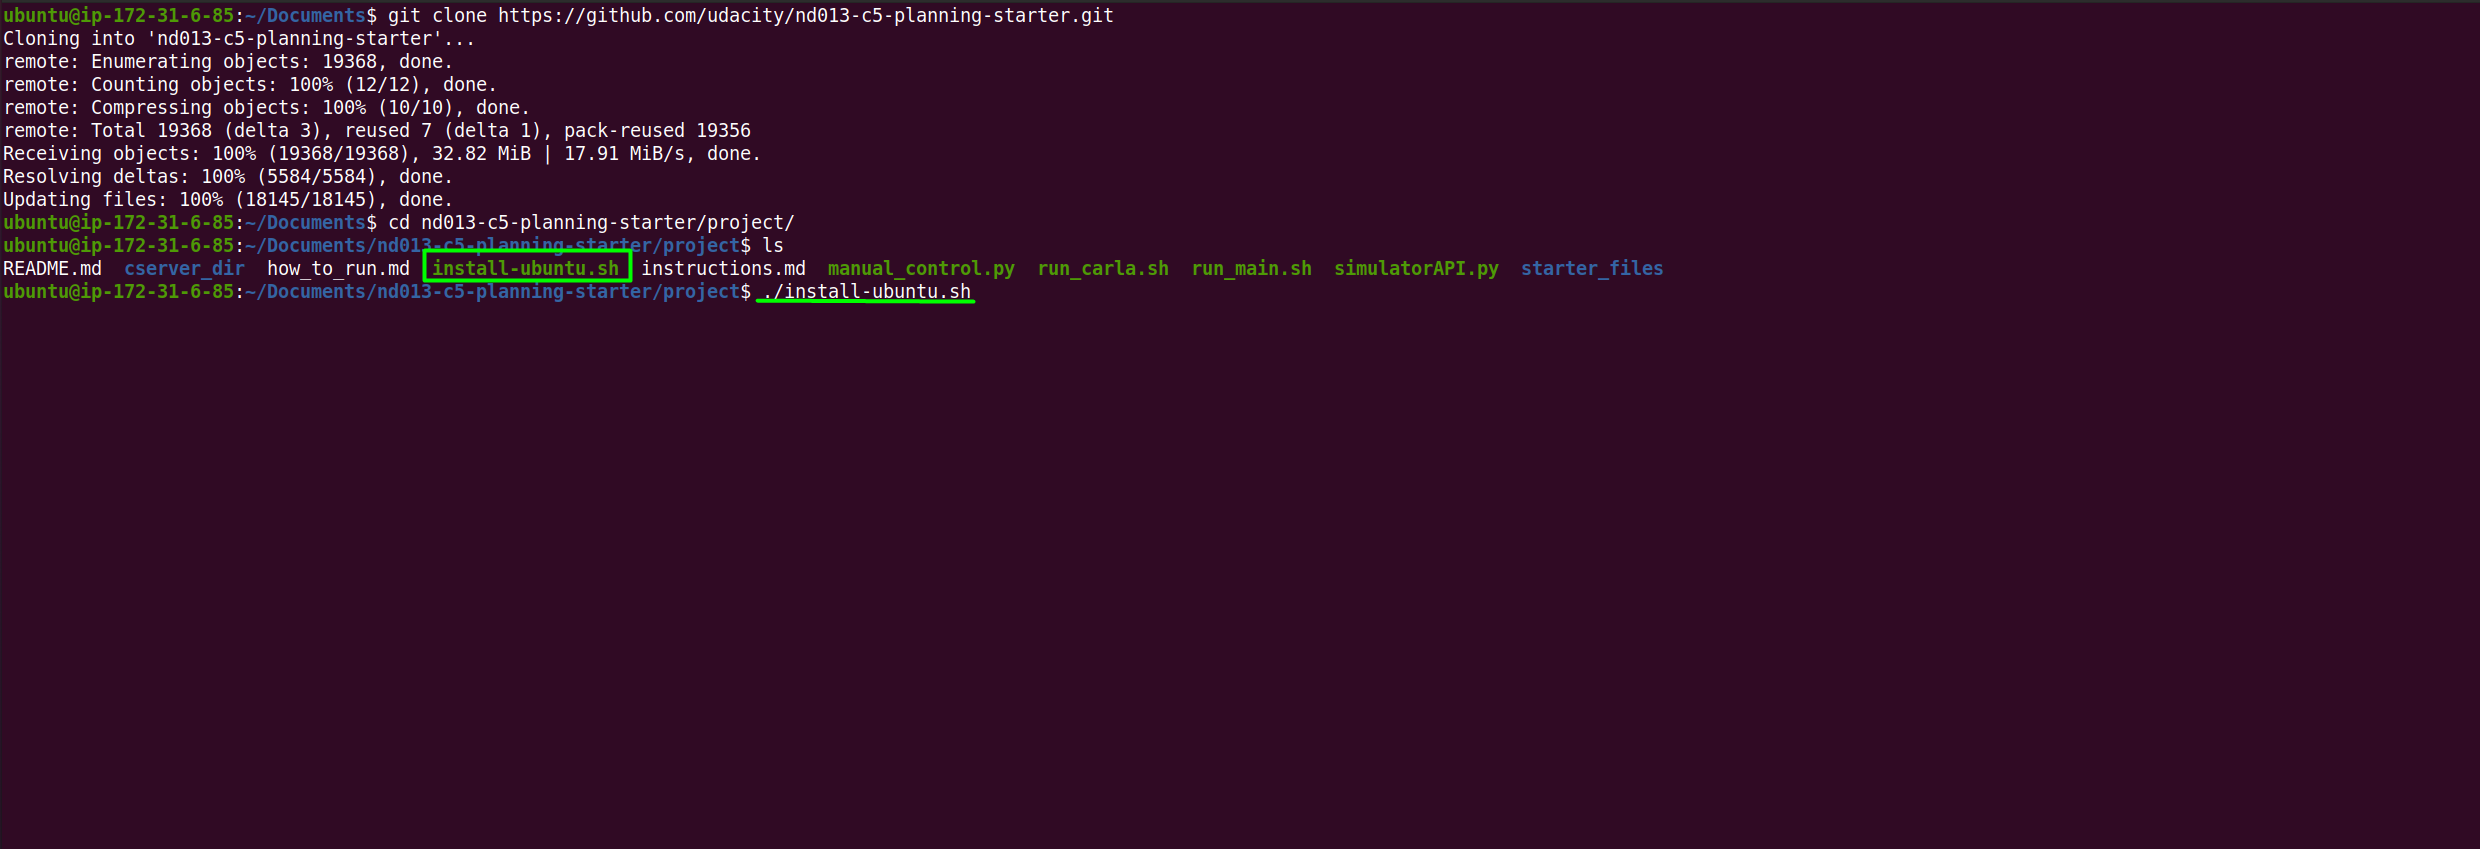 ubuntu@ip-172-31-6-85:~/Documents$ git clone https://github.com/udacity/nd013-c5-planning-starter.git
Cloning into 'nd013-c5-planning-starter'...
remote: Enumerating objects: 19368, done.
remote: Counting objects: 100% (12/12), done.
remote: Compressing objects: 100% (10/10), done.
remote: Total 19368 (delta 3), reused 7 (delta 1), pack-reused 19356
Receiving objects: 100% (19368/19368), 32.82 MiB | 17.91 MiB/s, done.
Resolving deltas: 100% (5584/5584), done.
Updating files: 100% (18145/18145), done.
ubuntu@ip-172-31-6-85:~/Documents$ cd nd013-c5-planning-starter/project/
ubuntu@ip-172-31-6-85:~/Documents/nd013-c5-planning-starter/project$ ls
README.md  cserver_dir  how_to_run.md  install-ubuntu.sh  instructions.md  manual_control.py  run_carla.sh  run_main.sh  simulatorAPI.py  starter_files
ubuntu@ip-172-31-6-85:~/Documents/nd013-c5-planning-starter/project$ ./install-ubuntu.sh